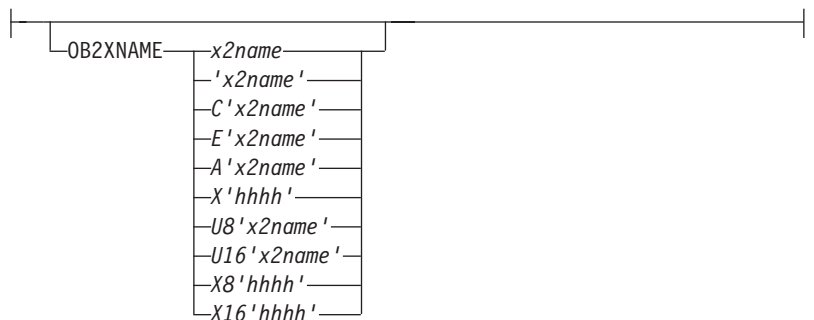 OB2XNAME x2name
'x2name'
C'x2name'
E'x2name'
A'x2name'
X'hhhh'
U8'x2name'
U16'x2name'
X8'hhhh'
X16'hhhh'